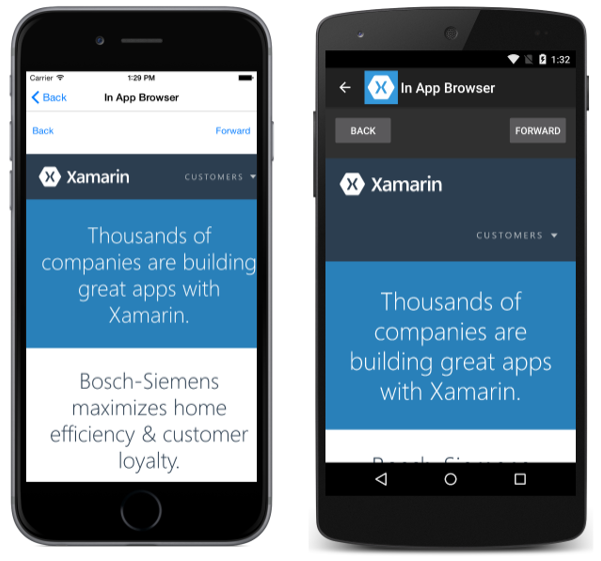 Carrier 1:29 PM
Back In App Browser
Back Forward
Xamarin CUSTOMERS
Thousands of
companies are building
great apps with
Xamarin.
Bosch-Siemens
maximizes home
efficiency & customer
loyalty.
1:32
In App Browser
BACK FORWARD
Xamarin
CUSTOMERS
Thousands of
companies are
building great apps
with Xamarin.
Bosch-Siemens